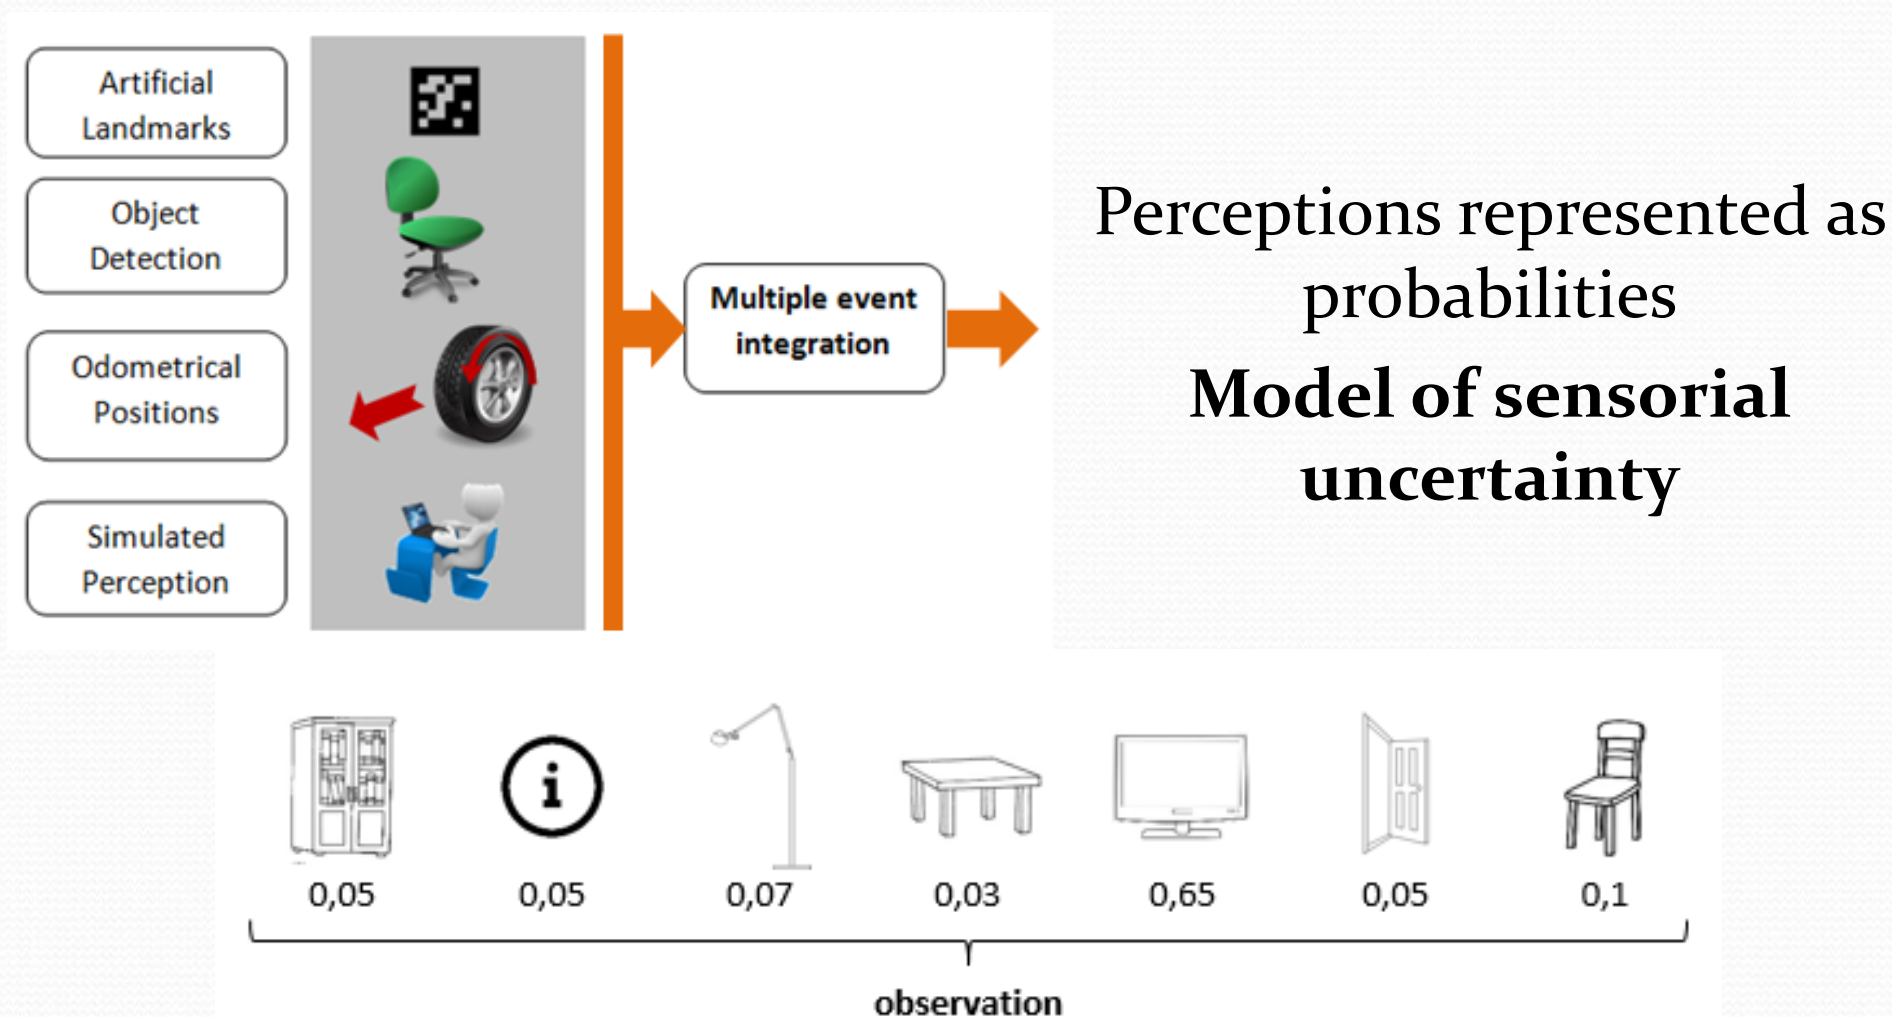 Artificial
Landmarks
Object
Detection
Odometrical
Positions
Simulated
Perception
Multiple event
integration
Perceptions represented as
probabilities
Model of sensorial
uncertainty
i
0,05 0,05 0,07 0,03 0,65 0,05 0,1
observation